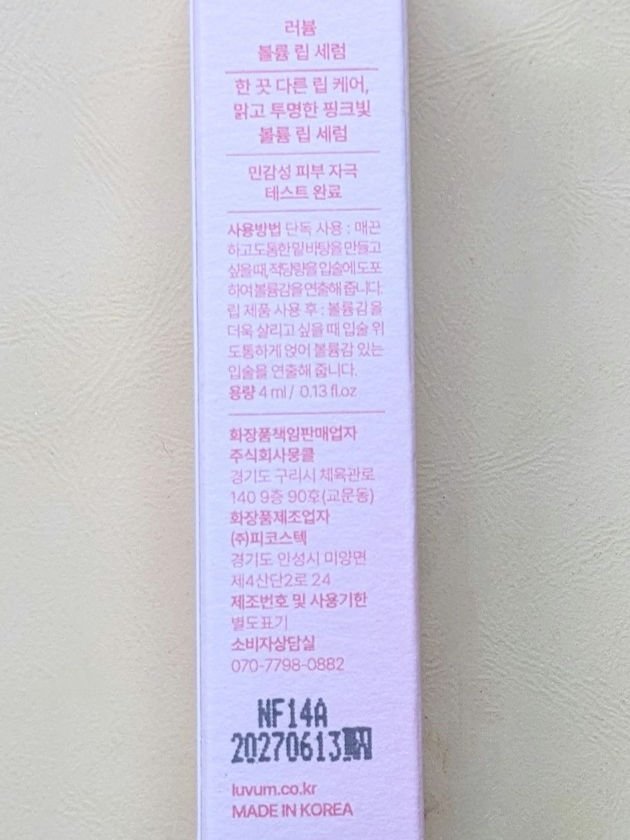 러븀
볼륨 립 세럼
한 끗 다른 립 케어,
맑고 투명한 핑크빛
볼륨 립 세럼
민감성 피부 자극
테스트 완료
사용방법 단독 사용 : 매끈
하고 도톰한 밑바탕을 만들고
싶을 때, 적당량을 입술에 도포
하여 볼륨감을 연출해 줍니다.
립 제품 사용 후 : 볼륨감을
더욱 살리고 싶을 때 입술 위
도톰하게 얹어 볼륨감 있는
입술을 연출해 줍니다.
용량 4 ml / 0.13 fl.oz
화장품책임판매업자
주식회사뭉클
경기도 구리시 체육관로
140 9층 90호(교문동)
화장품제조업자
(주)피코스텍
경기도 안성시 미양면
제4산단2로 24
제조번호 및 사용기한
별도표기
소비자상담실
070-7798-0882
NF14A
20270613
luvum.co.kr
MADE IN KOREA